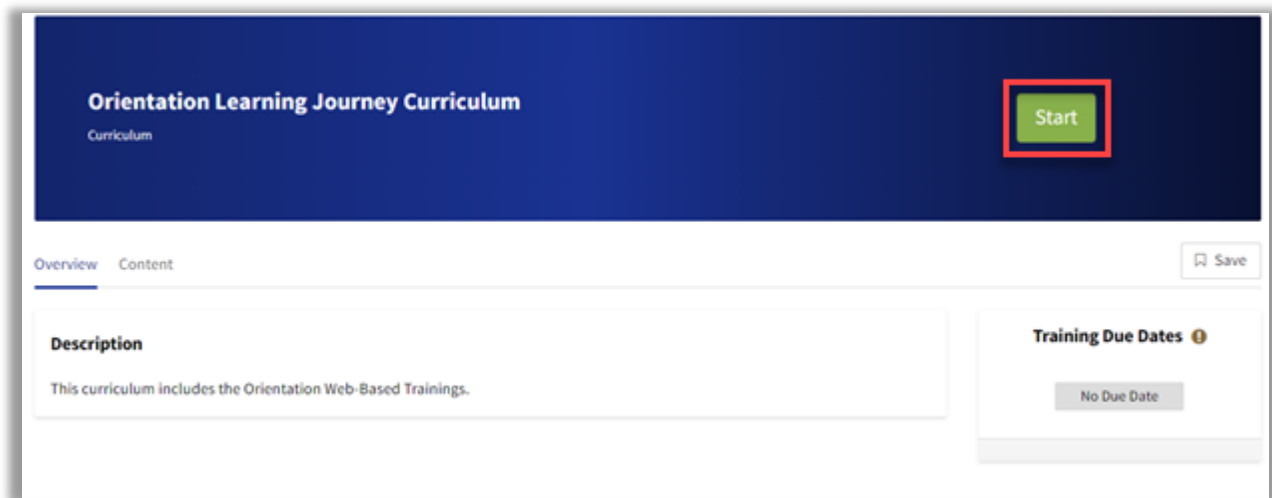 Orientation Learning Journey Curriculum
Curriculum
Start
Overview Content
Save
Description
This curriculum includes the Orientation Web-Based Trainings.
Training Due Dates
No Due Date